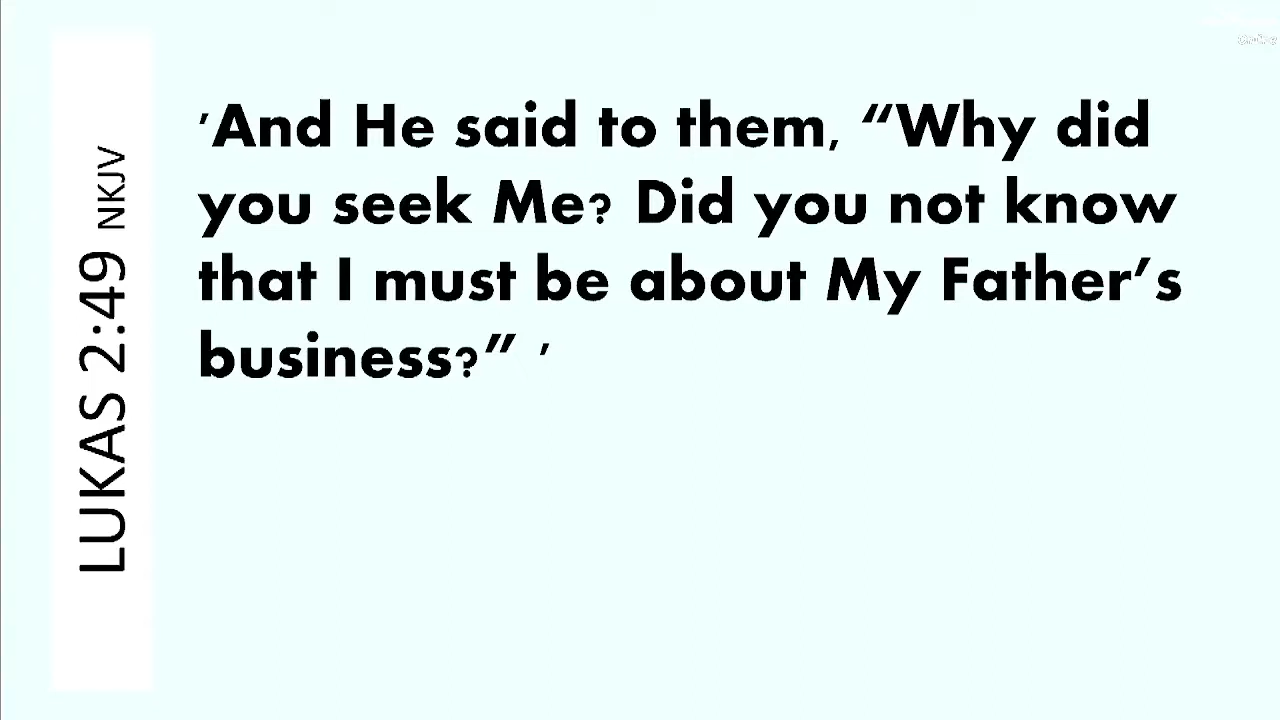 LUKAS 2:49 NKJV
'And He said to them, “Why did
you seek Me? Did you not know
that I must be about My Father’s
business?” '